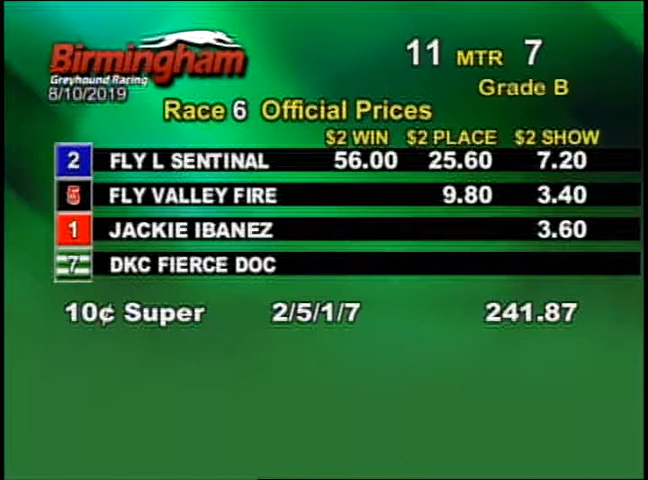 Birmingham
Greyhound Racing
8/10/2019
11 MTR 7
Grade B
Race 6 Official Prices
$2 WIN $2 PLACE $2 SHOW
2 FLY L SENTINAL 56.00 25.60 7.20
5 FLY VALLEY FIRE 9.80 3.40
1 JACKIE IBANEZ 3.60
7 DKC FIERCE DOC
10¢ Super 2/5/1/7 241.87